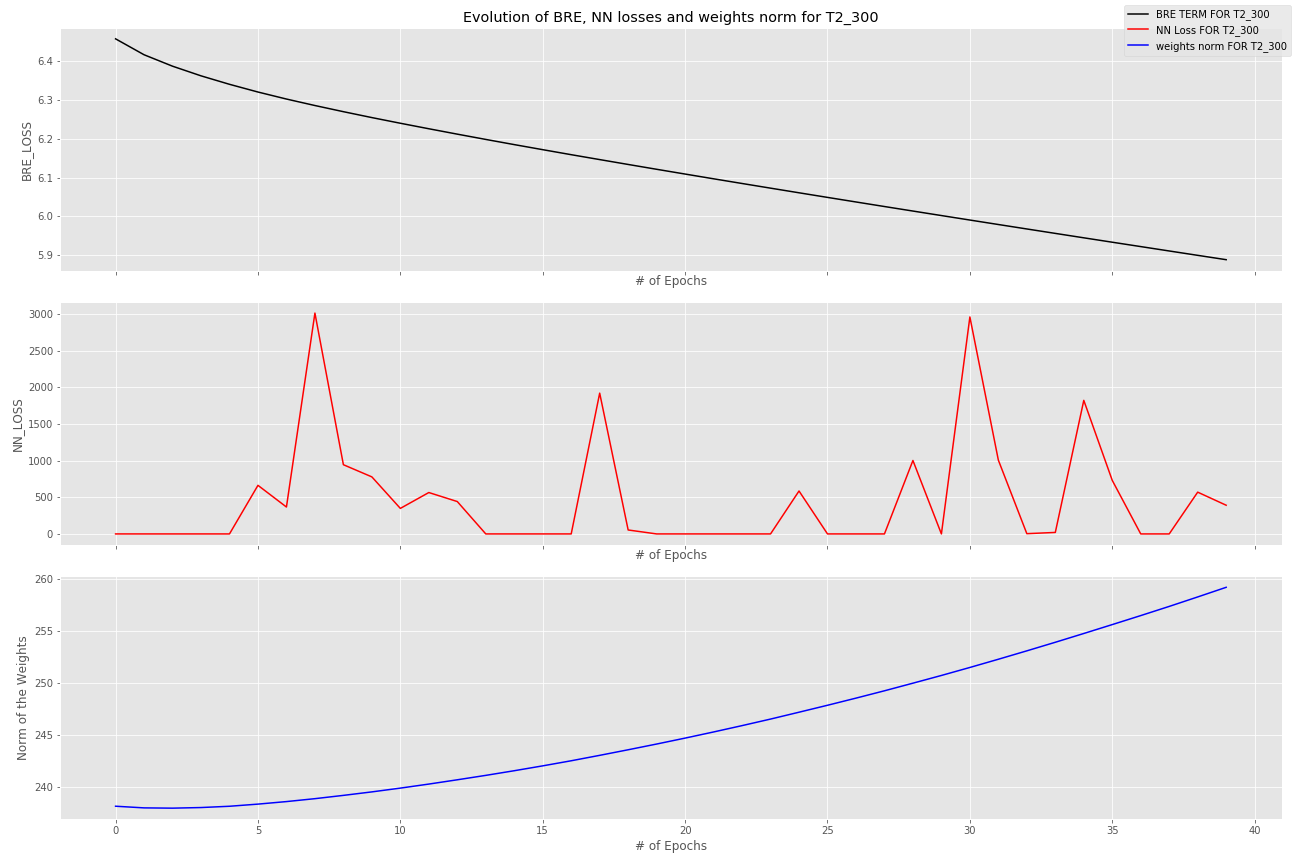 Evolution of BRE, NN losses and weights norm for T2_300
BRE TERM FOR T2_300
NN Loss FOR T2_300
weights norm FOR T2_300
BRE_LOSS
6.4
6.3
6.2
6.1
6.0
5.9
# of Epochs
NN_LOSS
3000
2500
2000
1500
1000
500
0
# of Epochs
Norm of the Weights
260
255
250
245
240
0 5 10 15 20 25 30 35 40
# of Epochs